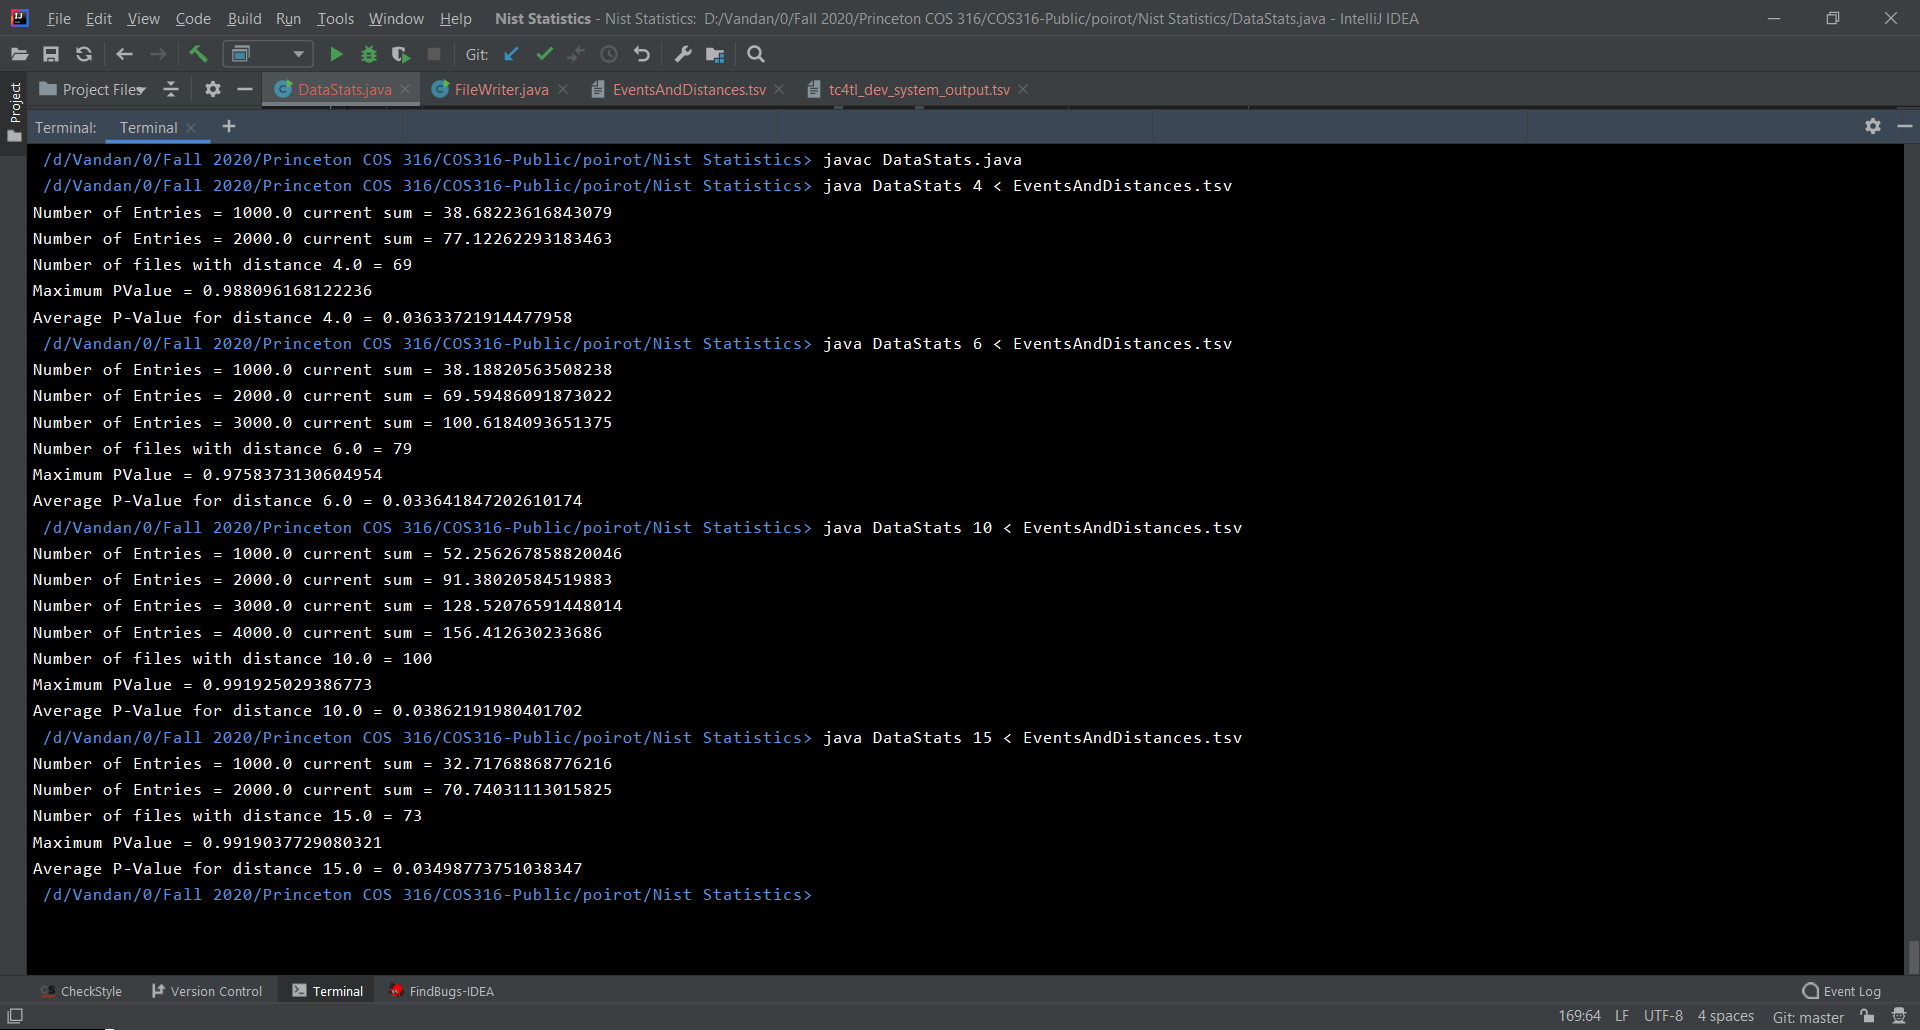 File Edit View Code Build Run Tools Window Help Nist Statistics - Nist Statistics: D:/Vandan/0/Fall 2020/Princeton COS 316/COS316-Public/poirot/Nist Statistics/DataStats.java - IntelliJ IDEA
Git:
Project
Project Files DataStats.java FileWriter.java EventsAndDistances.tsv tc4tl_dev_system_output.tsv
Terminal: Terminal +
/d/Vandan/0/Fall 2020/Princeton COS 316/COS316-Public/poirot/Nist Statistics> javac DataStats.java
/d/Vandan/0/Fall 2020/Princeton COS 316/COS316-Public/poirot/Nist Statistics> java DataStats 4 < EventsAndDistances.tsv
Number of Entries = 1000.0 current sum = 38.68223616843079
Number of Entries = 2000.0 current sum = 77.12262293183463
Number of files with distance 4.0 = 69
Maximum PValue = 0.988096168122236
Average P-Value for distance 4.0 = 0.03633721914477958
/d/Vandan/0/Fall 2020/Princeton COS 316/COS316-Public/poirot/Nist Statistics> java DataStats 6 < EventsAndDistances.tsv
Number of Entries = 1000.0 current sum = 38.18820563508238
Number of Entries = 2000.0 current sum = 69.59486091873022
Number of Entries = 3000.0 current sum = 100.6184093651375
Number of files with distance 6.0 = 79
Maximum PValue = 0.9758373130604954
Average P-Value for distance 6.0 = 0.033641847202610174
/d/Vandan/0/Fall 2020/Princeton COS 316/COS316-Public/poirot/Nist Statistics> java DataStats 10 < EventsAndDistances.tsv
Number of Entries = 1000.0 current sum = 52.256267858820046
Number of Entries = 2000.0 current sum = 91.38020584519883
Number of Entries = 3000.0 current sum = 128.52076591448014
Number of Entries = 4000.0 current sum = 156.412630233686
Number of files with distance 10.0 = 100
Maximum PValue = 0.991925029386773
Average P-Value for distance 10.0 = 0.03862191980401702
/d/Vandan/0/Fall 2020/Princeton COS 316/COS316-Public/poirot/Nist Statistics> java DataStats 15 < EventsAndDistances.tsv
Number of Entries = 1000.0 current sum = 32.71768868776216
Number of Entries = 2000.0 current sum = 70.74031113015825
Number of files with distance 15.0 = 73
Maximum PValue = 0.9919037729080321
Average P-Value for distance 15.0 = 0.03498773751038347
/d/Vandan/0/Fall 2020/Princeton COS 316/COS316-Public/poirot/Nist Statistics>
CheckStyle Version Control Terminal FindBugs-IDEA Event Log
169:64 LF UTF-8 4 spaces Git: master